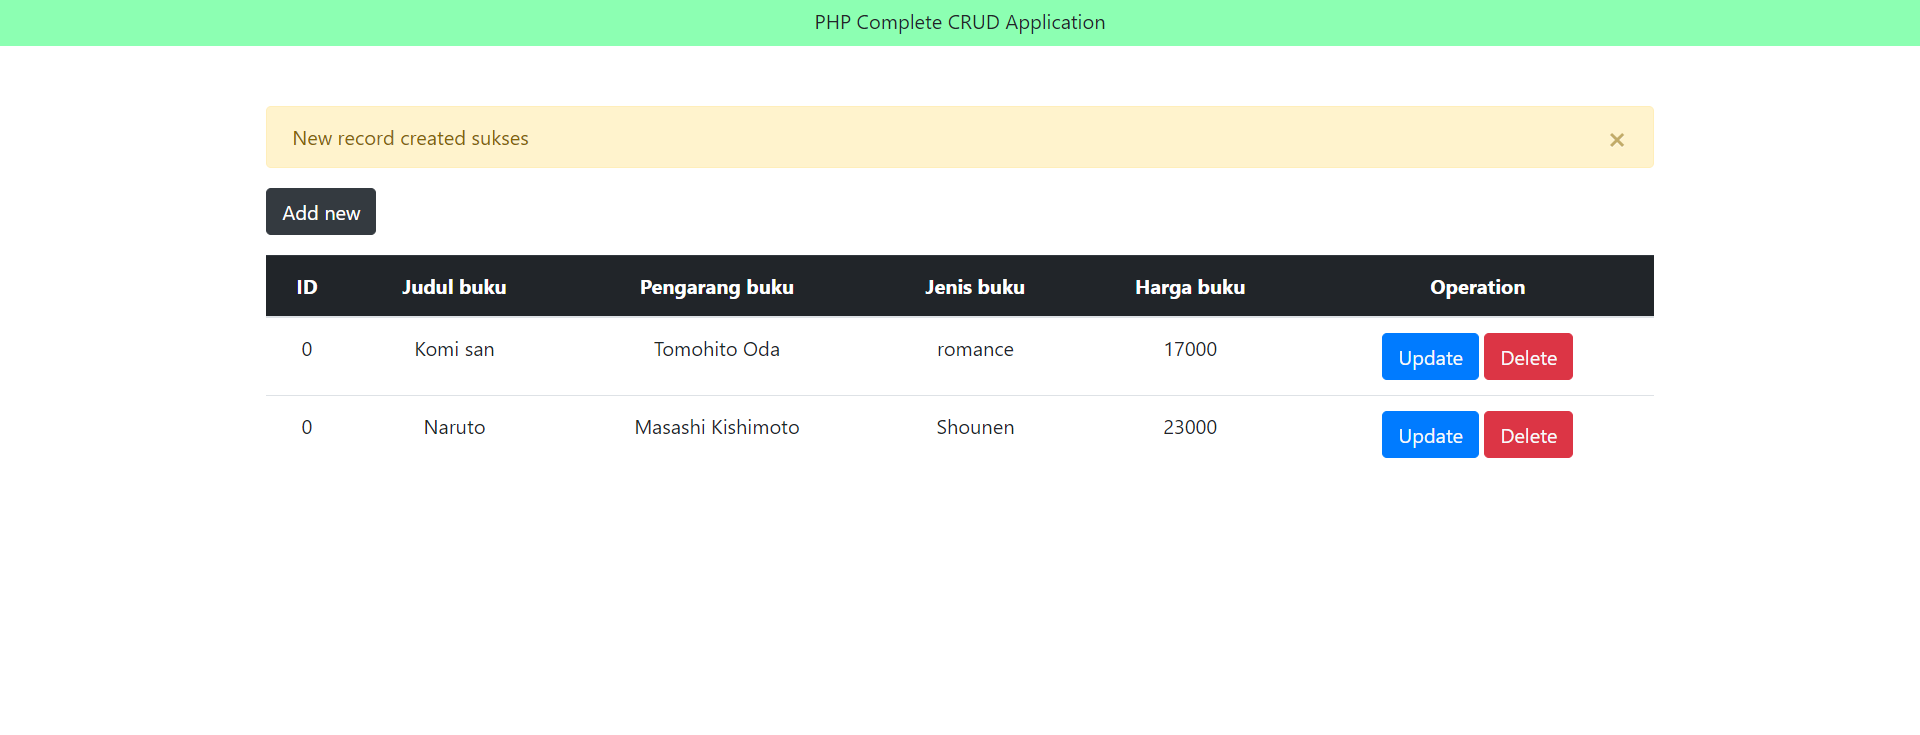 PHP Complete CRUD Application
New record created sukses ×
Add new
ID Judul buku Pengarang buku Jenis buku Harga buku Operation
0 Komi san Tomohito Oda romance 17000 Update Delete
0 Naruto Masashi Kishimoto Shounen 23000 Update Delete